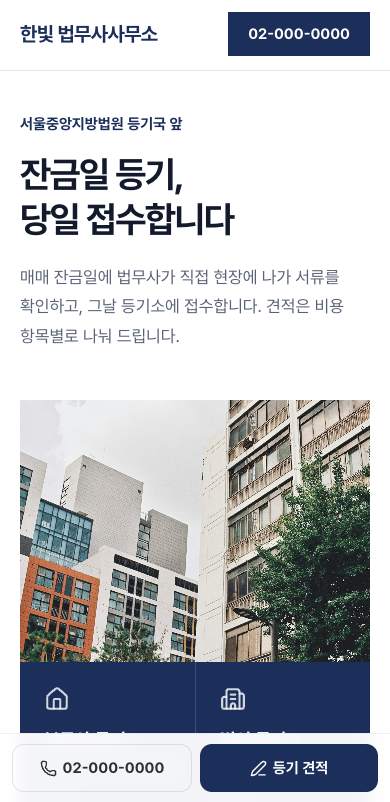 한빛 법무사사무소
02-000-0000
서울중앙지방법원 등기국 앞
잔금일 등기,
당일 접수합니다
매매 잔금일에 법무사가 직접 현장에 나가 서류를
확인하고, 그날 등기소에 접수합니다. 견적은 비용
항목별로 나눠 드립니다.
02-000-0000
등기 견적